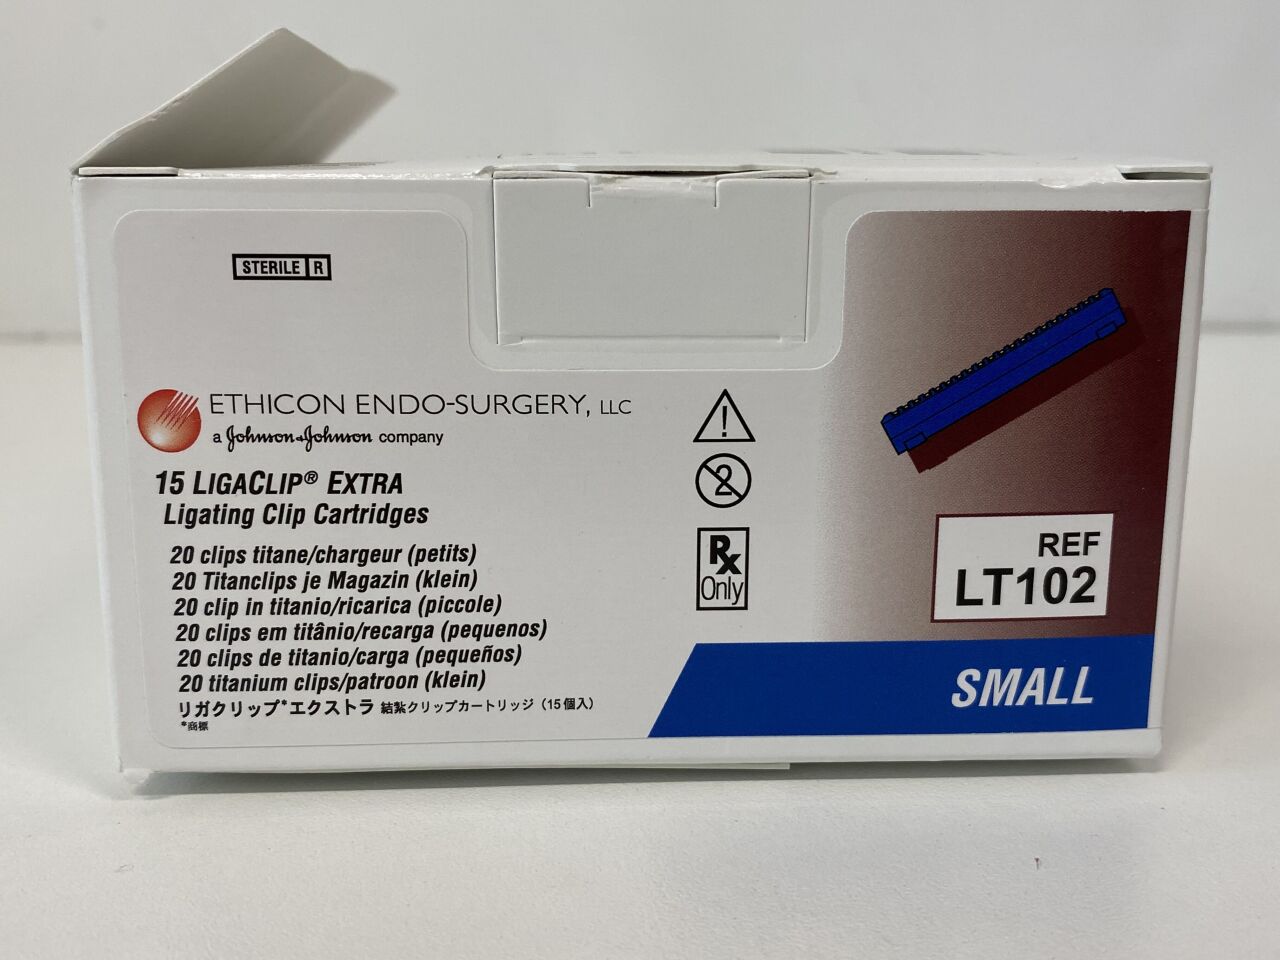 STERILE R
ETHICON ENDO-SURGERY, LLC
a Johnson & Johnson company
15 LIGACLIP® EXTRA
Ligating Clip Cartridges
20 clips titane/chargeur (petits)
20 Titanclips je Magazin (klein)
20 clip in titanio/ricarica (piccole)
20 clips em titânio/recarga (pequenos)
20 clips de titanio/carga (pequeños)
20 titanium clips/patroon (klein)
リガクリップ*エクストラ 結紮クリップカートリッジ（15個入）
*商標
!
2
Rx
Only
REF
LT102
SMALL